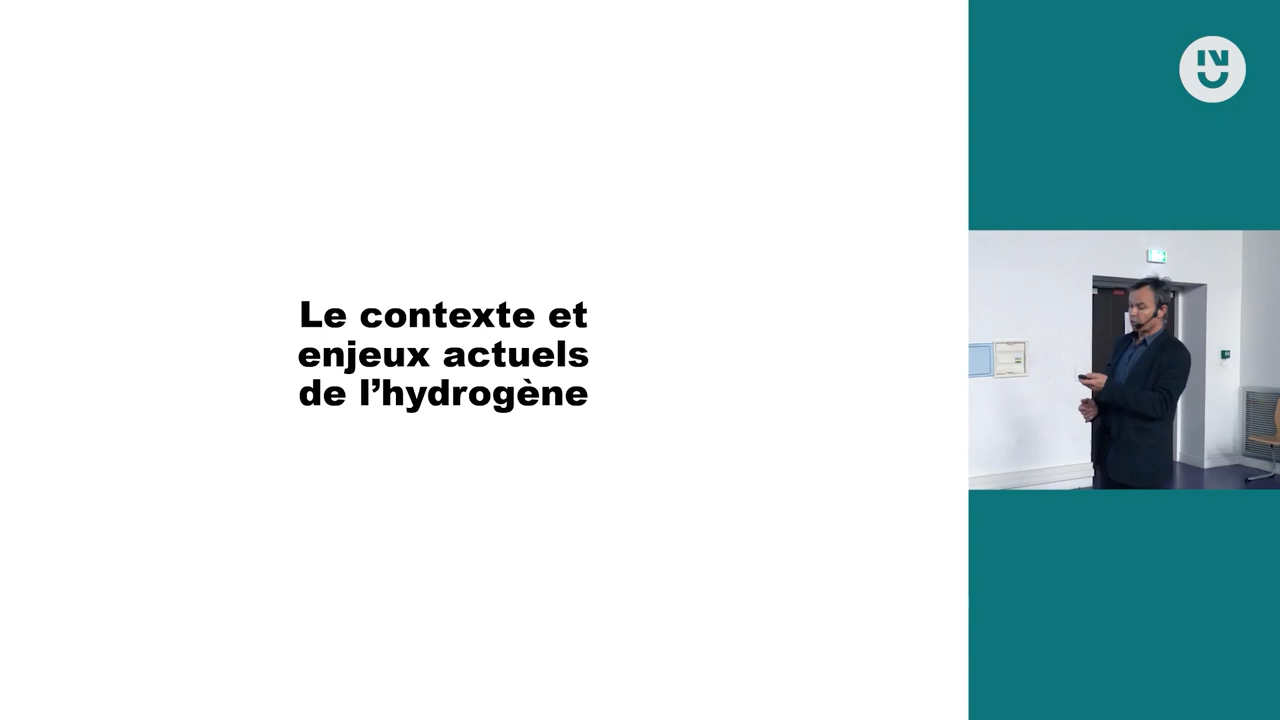 Le contexte et
enjeux actuels
de l’hydrogène